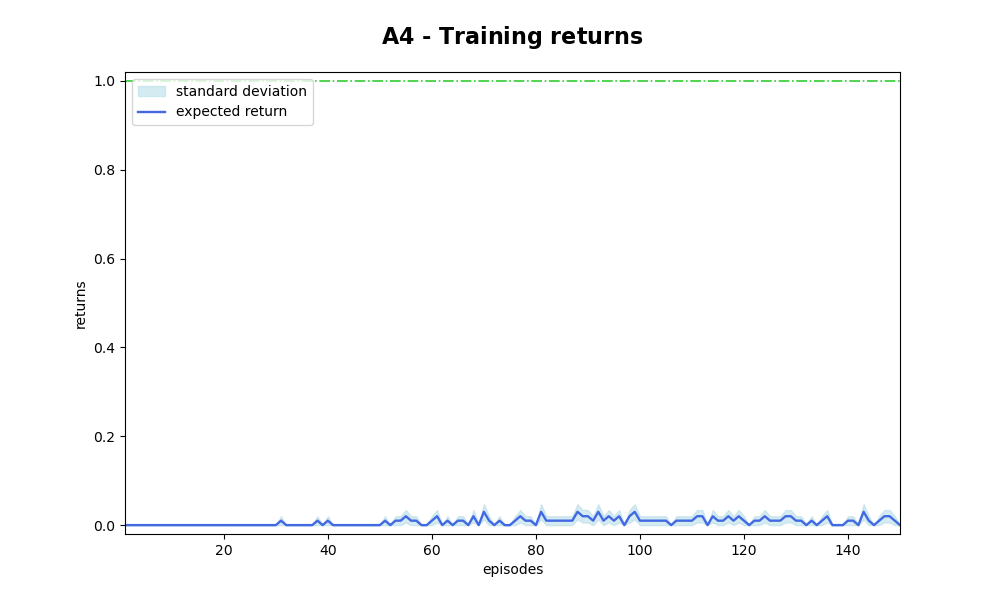 A4 - Training returns
1.0
0.8
0.6
0.4
0.2
0.0
returns
standard deviation
expected return
20 40 60 80 100 120 140
episodes